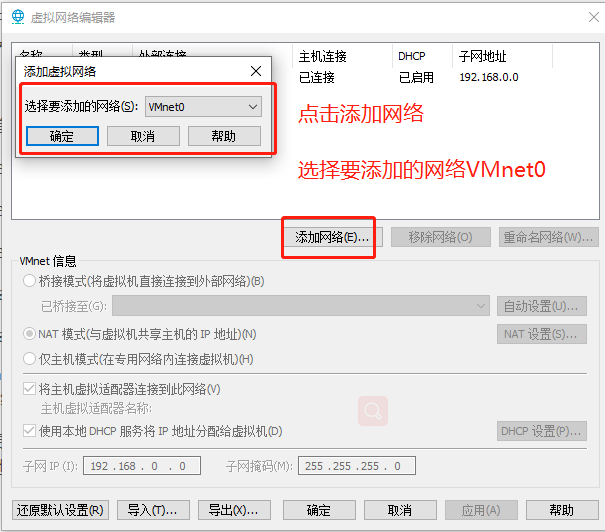 虚拟网络编辑器
名称 类型 外部连接 主机连接 DHCP 子网地址
已连接 已启用 192.168.0.0
添加虚拟网络
选择要添加的网络(S): VMnet0
确定 取消 帮助
点击添加网络
选择要添加的网络VMnet0
添加网络(E)... 移除网络(O) 重命名网络(W)...
VMnet 信息
桥接模式(将虚拟机直接连接到外部网络)(B)
已桥接至(G): 自动设置(U)...
NAT 模式(与虚拟机共享主机的 IP 地址)(N) NAT 设置(S)...
仅主机模式(在专用网络内连接虚拟机)(H)
将主机虚拟适配器连接到此网络(V)
主机虚拟适配器名称:
使用本地 DHCP 服务将 IP 地址分配给虚拟机(D) DHCP 设置(P)...
子网 IP (I): 192 . 168 . 0 . 0 子网掩码(M): 255 . 255 . 255 . 0
还原默认设置(R) 导入(T)... 导出(X)... 确定 取消 应用(A) 帮助